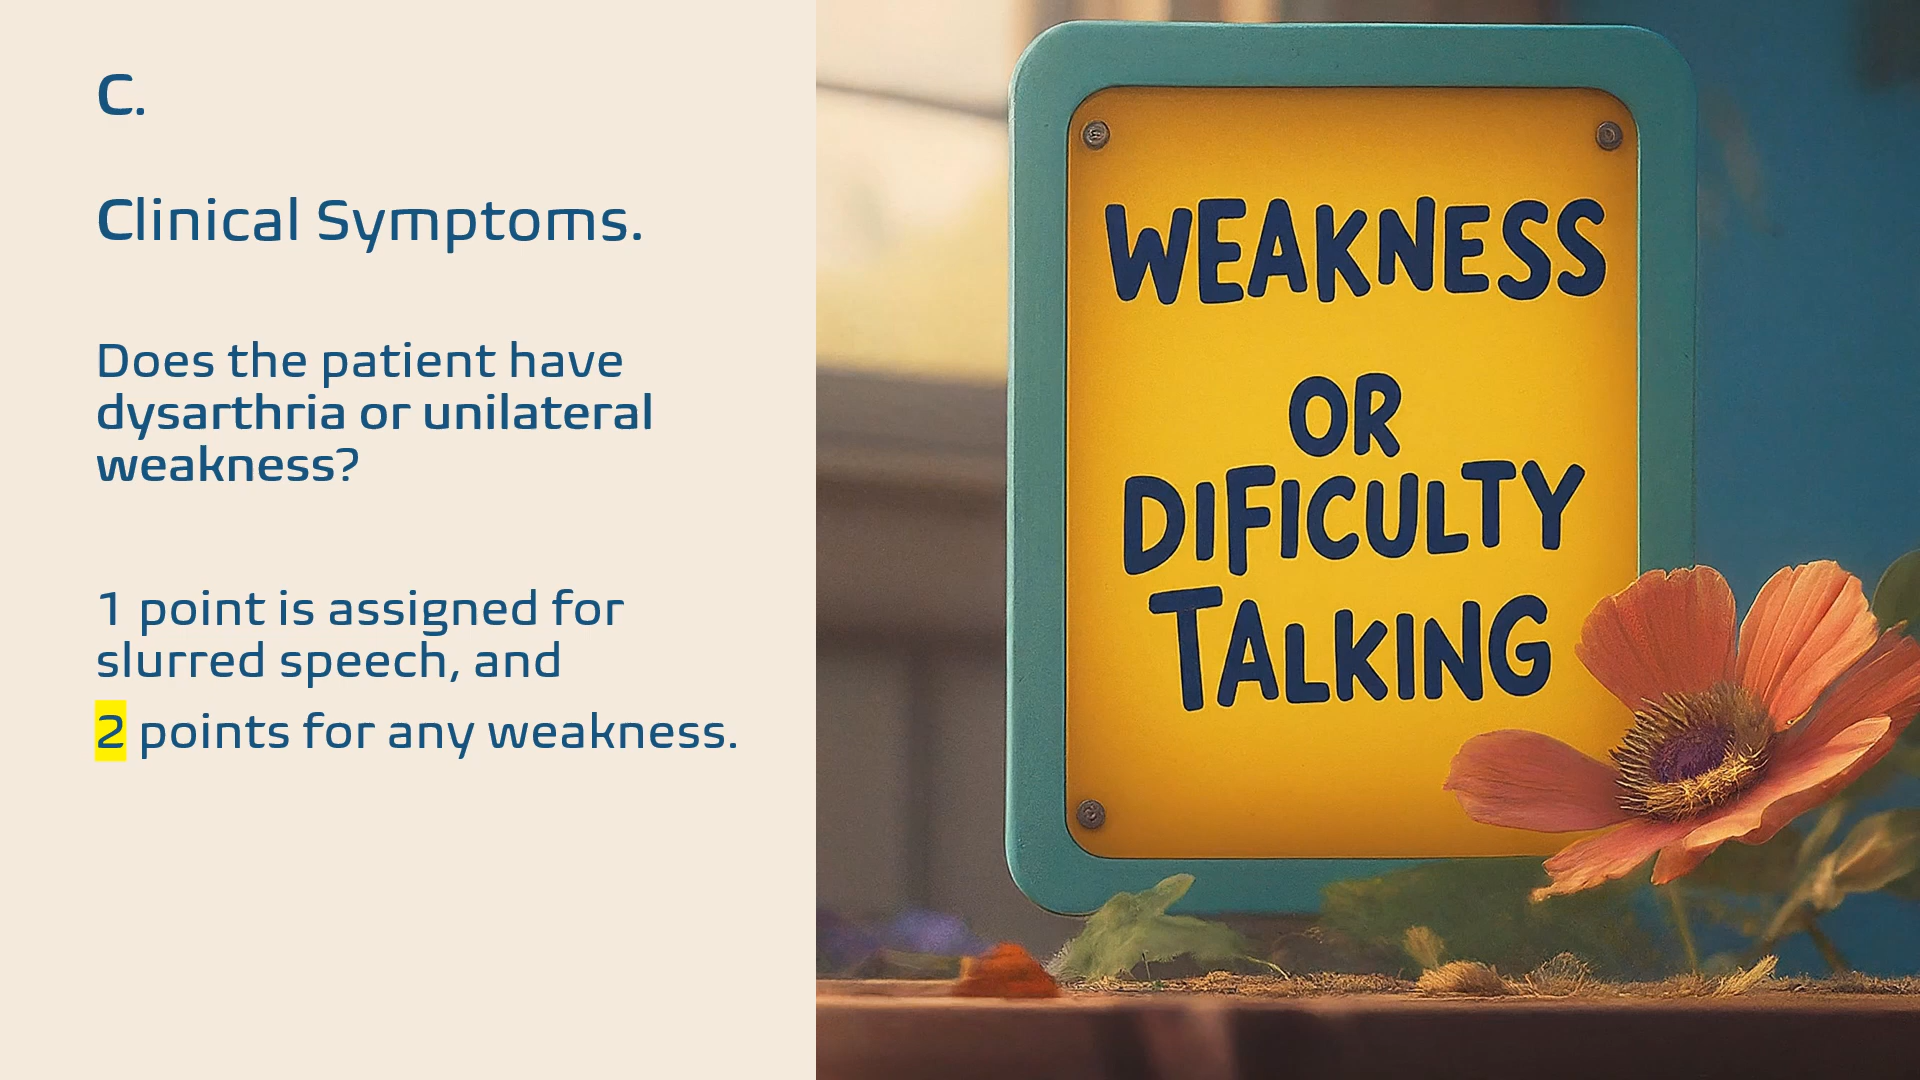 C.
Clinical Symptoms.
Does the patient have
dysarthria or unilateral
weakness?
1 point is assigned for
slurred speech, and
2 points for any weakness.
WEAKNESS
OR
DIFICULTY
TALKING